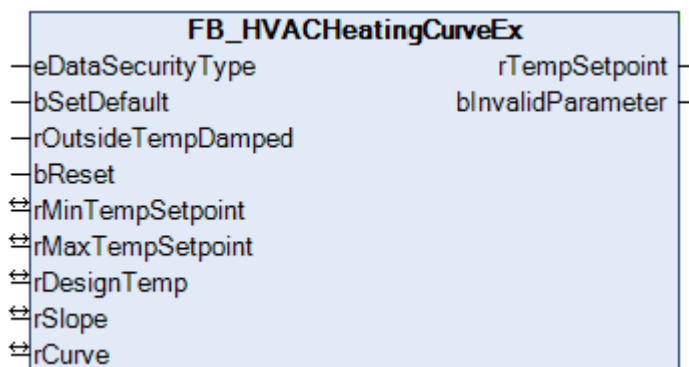 FB_HVACHeatingCurveEx
eDataSecurityType rTempSetpoint
bSetDefault bInvalidParameter
rOutsideTempDamped
bReset
rMinTempSetpoint
rMaxTempSetpoint
rDesignTemp
rSlope
rCurve